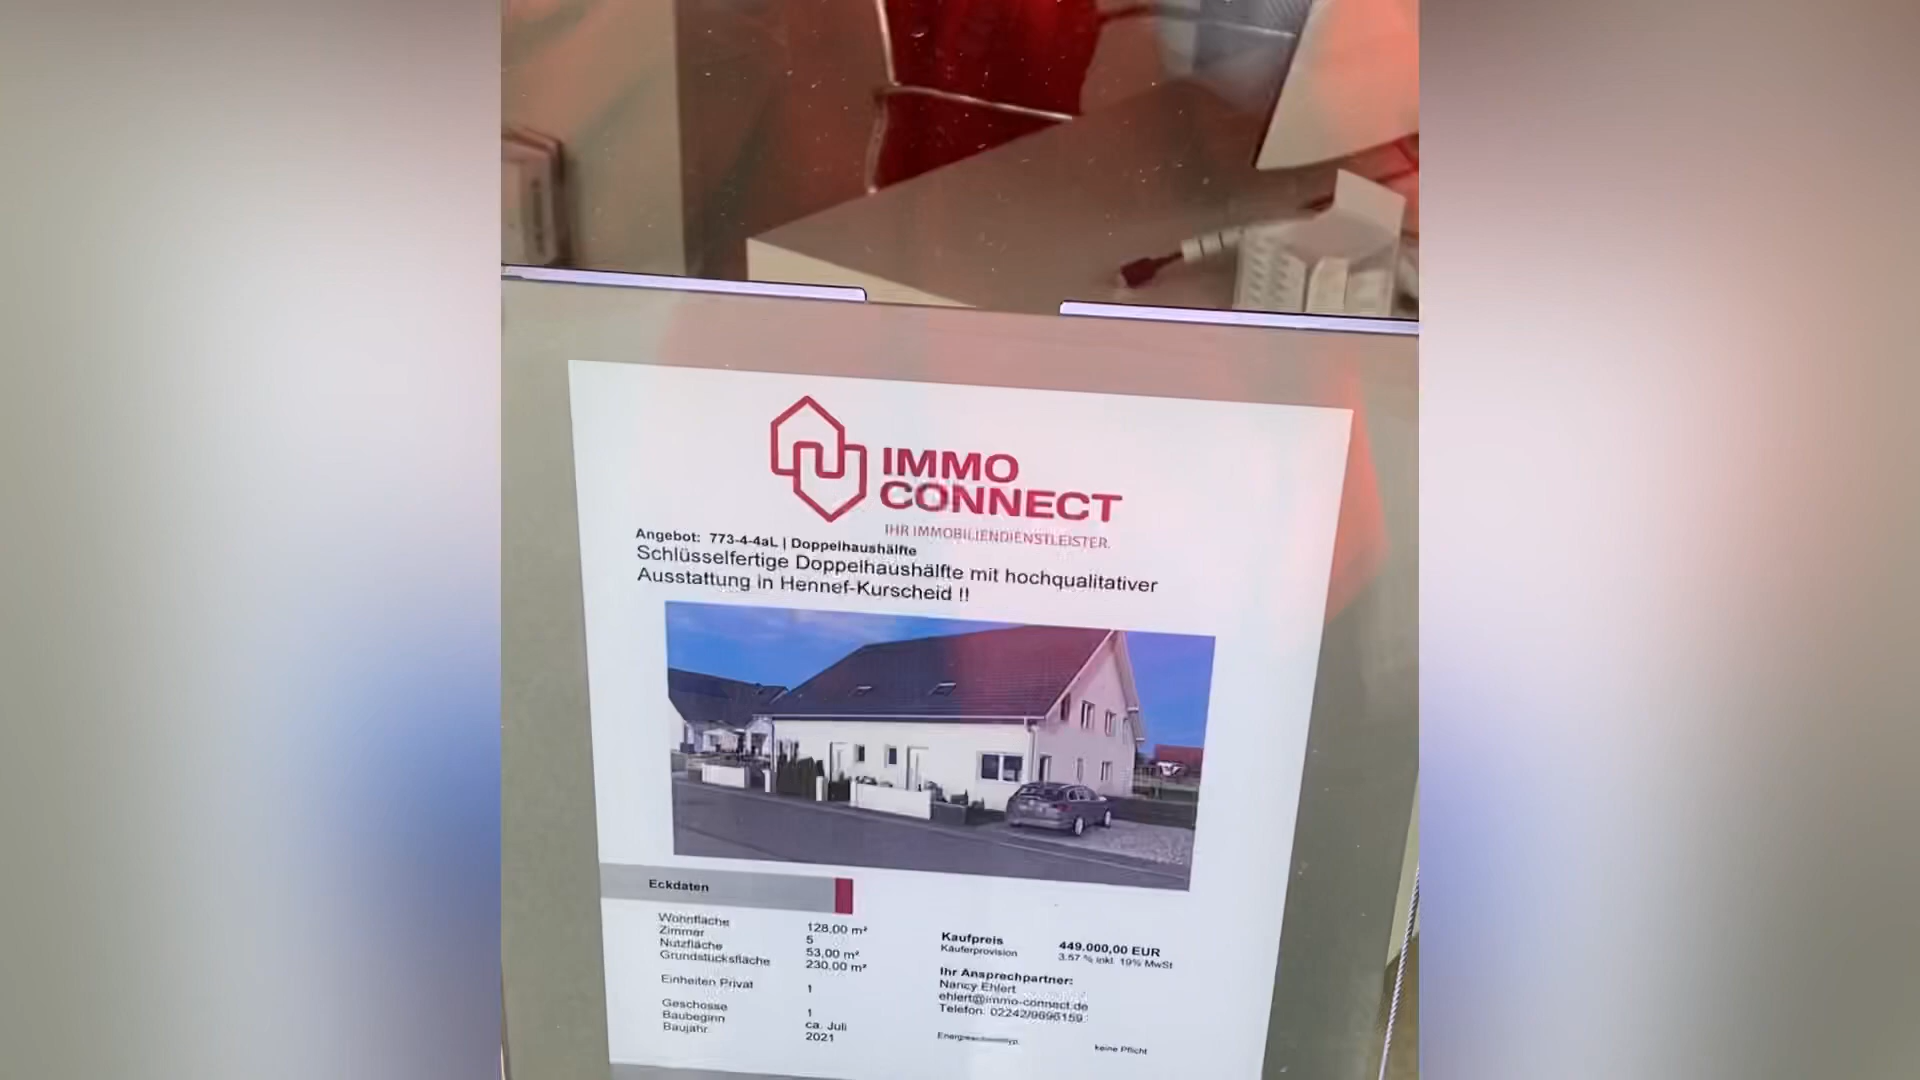 IMMO
CONNECT
IHR IMMOBILIENDIENSTLEISTER.
Angebot: 773-4-4aL | Doppelhaushälfte
Schlüsselfertige Doppelhaushälfte mit hochqualitativer
Ausstattung in Hennef-Kurscheid !!
Eckdaten
Wohnfläche 128,00 m²
Zimmer 5
Nutzfläche 53,00 m²
Grundstücksfläche 230,00 m²
Einheiten Privat 1
Geschosse 1
Baubeginn ca. Juli
Baujahr 2021
Kaufpreis 449.000,00 EUR
Käuferprovision 3.57 % inkl. 19% MwSt
Ihr Ansprechpartner:
Nancy Ehlert
ehlert@immo-connect.de
Telefon: 02242/9696159
keine Pflicht